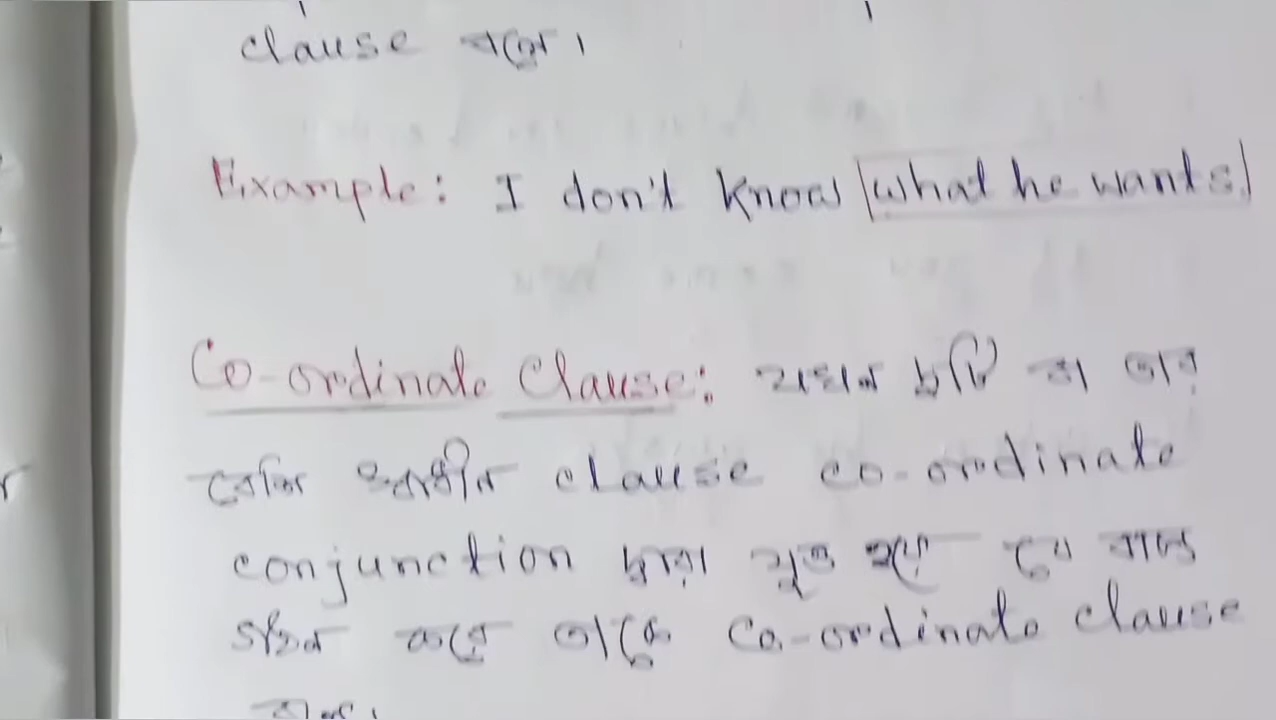 clause বলে।
Example: I don't know [what he wants]
Co-ordinate Clause: যখন দুটি বা তার
বেশি স্বাধীন clause co-ordinate
conjunction দ্বারা যুক্ত হয়ে যে বাক্য
গঠন করে তাকে Co-ordinate clause
বলে।